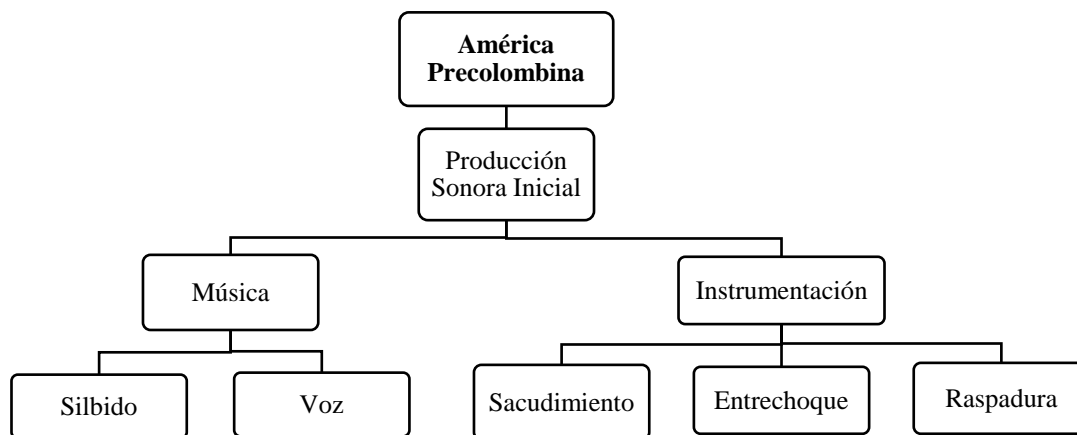 América
Precolombina
Producción
Sonora Inicial
Música
Instrumentación
Silbido
Voz
Sacudimiento
Entrechoque
Raspadura